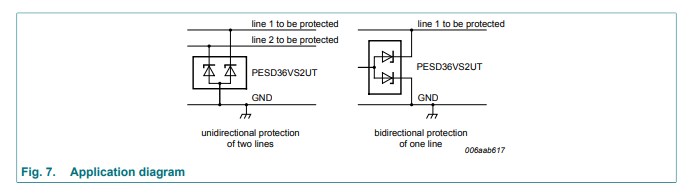 line 1 to be protected
line 2 to be protected
PESD36VS2UT
GND
unidirectional protection
of two lines
line 1 to be protected
PESD36VS2UT
GND
bidirectional protection
of one line
006aab617
Fig. 7. Application diagram